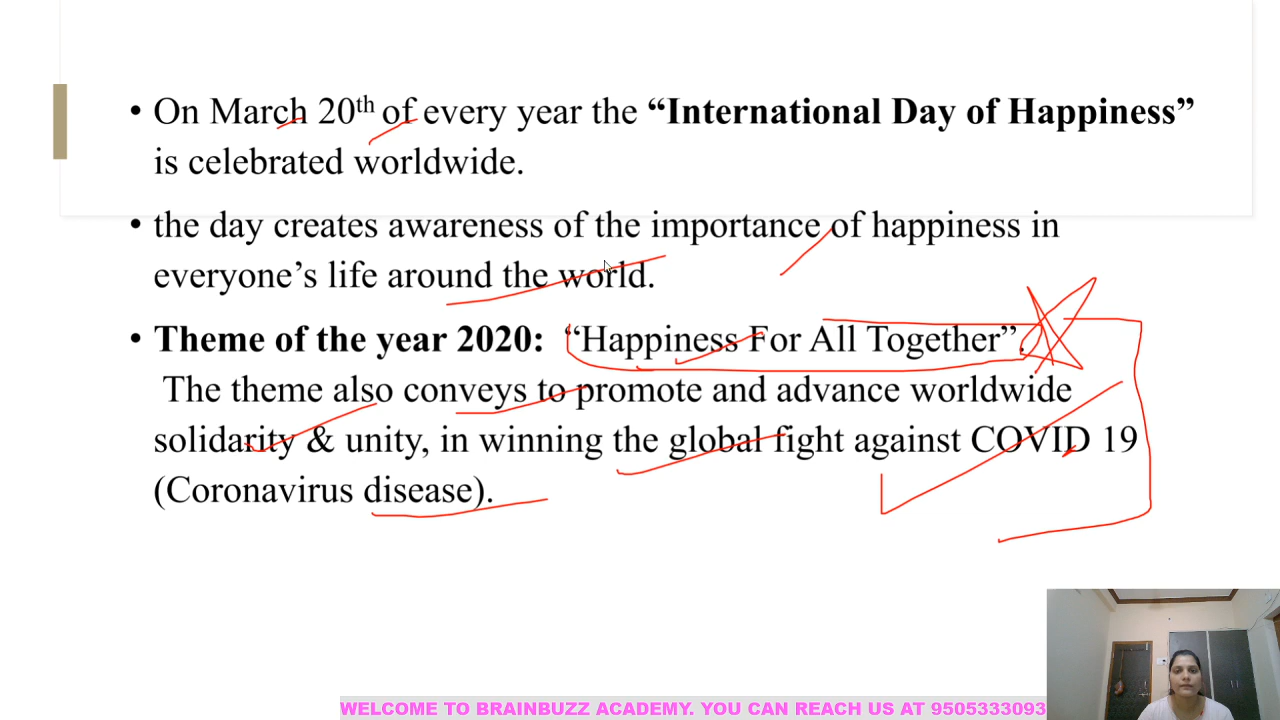 • On March 20th of every year the “International Day of Happiness”
is celebrated worldwide.
• the day creates awareness of the importance of happiness in
everyone’s life around the world.
• Theme of the year 2020: “Happiness For All Together”.
The theme also conveys to promote and advance worldwide
solidarity & unity, in winning the global fight against COVID 19
(Coronavirus disease).
WELCOME TO BRAINBUZZ ACADEMY. YOU CAN REACH US AT 9505333093